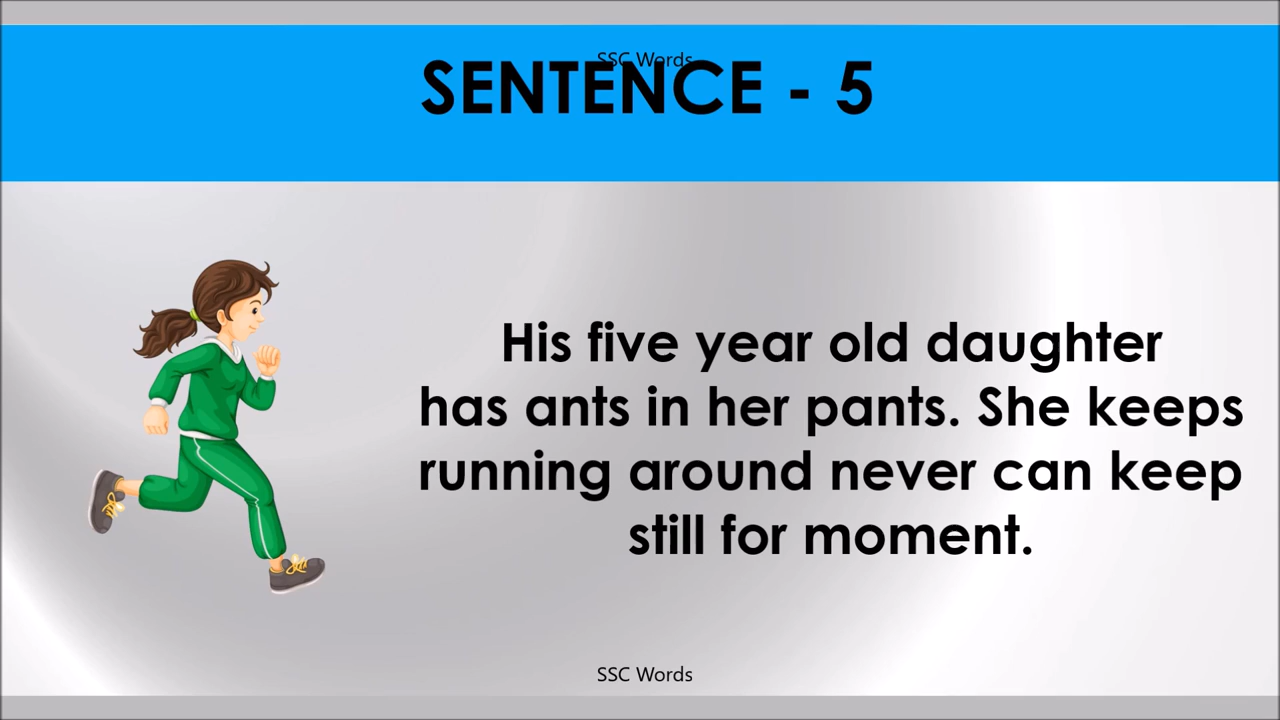 SSC Words
SENTENCE - 5
His five year old daughter
has ants in her pants. She keeps
running around never can keep
still for moment.
SSC Words